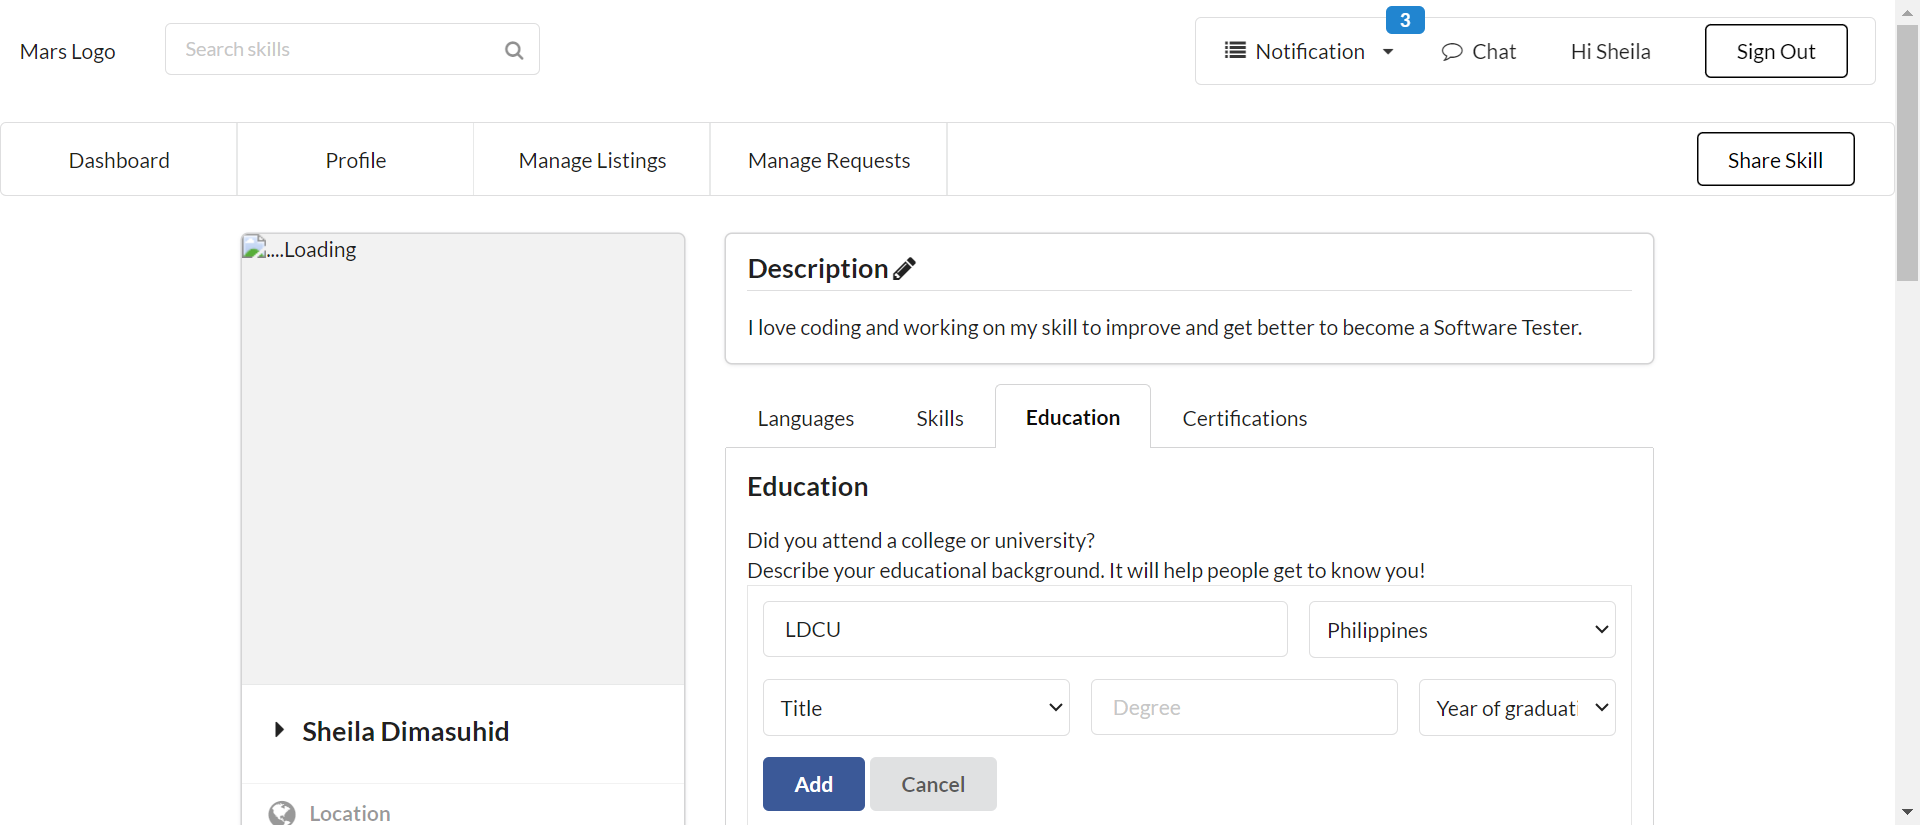 Mars Logo
Search skills
3
Notification
Chat
Hi Sheila
Sign Out
Dashboard
Profile
Manage Listings
Manage Requests
Share Skill
....Loading
Description
I love coding and working on my skill to improve and get better to become a Software Tester.
Languages
Skills
Education
Certifications
Education
Did you attend a college or university?
Describe your educational background. It will help people get to know you!
LDCU
Philippines
Title
Degree
Year of graduati
Sheila Dimasuhid
Add
Cancel
Location